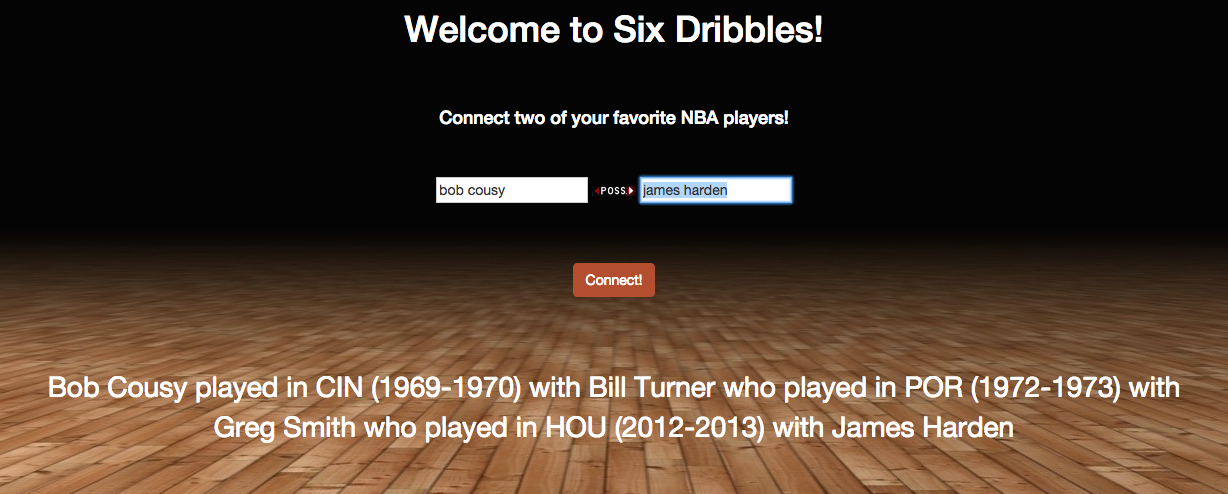 Welcome to Six Dribbles!
Connect two of your favorite NBA players!
bob cousy POSS. james harden
Connect!
Bob Cousy played in CIN (1969-1970) with Bill Turner who played in POR (1972-1973) with
Greg Smith who played in HOU (2012-2013) with James Harden